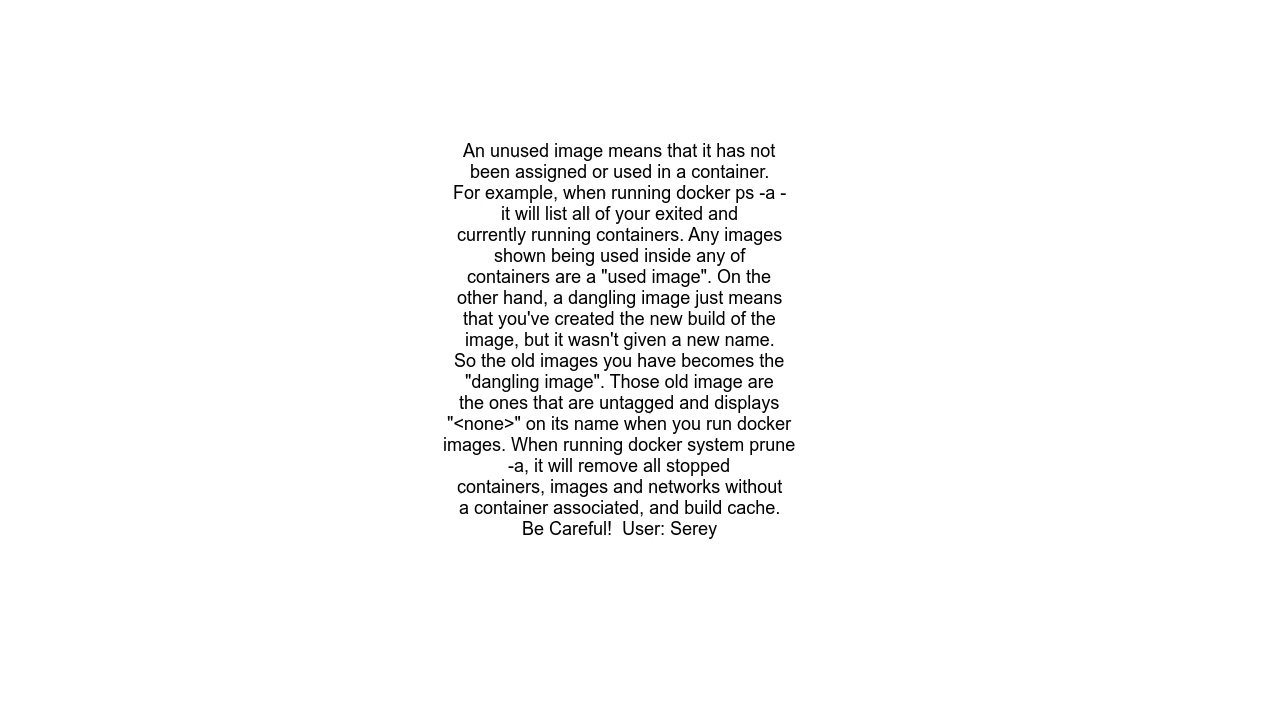 An unused image means that it has not
been assigned or used in a container.
For example, when running docker ps -a -
it will list all of your exited and
currently running containers. Any images
shown being used inside any of
containers are a "used image". On the
other hand, a dangling image just means
that you've created the new build of the
image, but it wasn't given a new name.
So the old images you have becomes the
"dangling image". Those old image are
the ones that are untagged and displays
"<none>" on its name when you run docker
images. When running docker system prune
-a, it will remove all stopped
containers, images and networks without
a container associated, and build cache.
Be Careful!  User: Serey